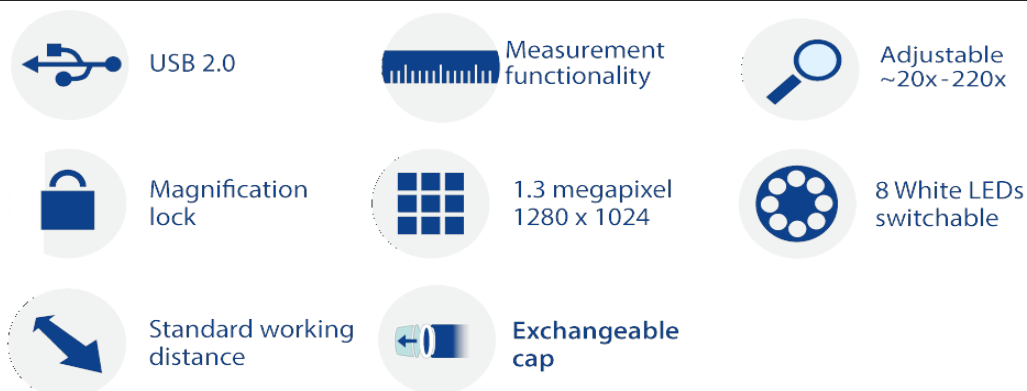 USB 2.0
Measurement
functionality
Adjustable
~20x-220x
Magnification
lock
1.3 megapixel
1280 x 1024
8 White LEDs
switchable
Standard working
distance
Exchangeable
cap